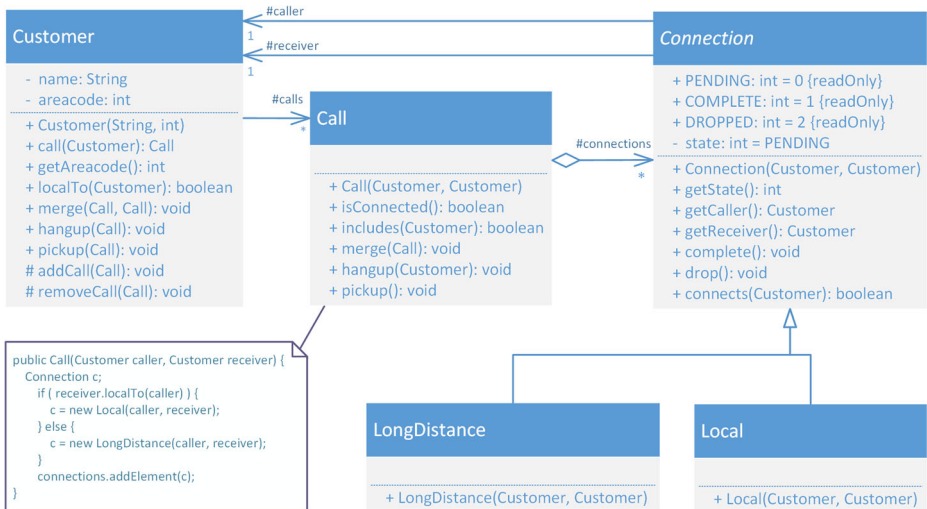 Customer
- name: String
- areacode: int
+ Customer(String, int)
+ call(Customer): Call
+ getAreacode(): int
+ localTo(Customer): boolean
+ merge(Call, Call): void
+ hangup(Call): void
+ pickup(Call): void
# addCall(Call): void
# removeCall(Call): void
#caller
1
#receiver
1
#calls
*
Call
+ Call(Customer, Customer)
+ isConnected(): boolean
+ includes(Customer): boolean
+ merge(Call): void
+ hangup(Customer): void
+ pickup(): void
#connections
*
Connection
+ PENDING: int = 0 {readOnly}
+ COMPLETE: int = 1 {readOnly}
+ DROPPED: int = 2 {readOnly}
- state: int = PENDING
+ Connection(Customer, Customer)
+ getState(): int
+ getCaller(): Customer
+ getReceiver(): Customer
+ complete(): void
+ drop(): void
+ connects(Customer): boolean
public Call(Customer caller, Customer receiver) {
Connection c;
if ( receiver.localTo(caller) ) {
c = new Local(caller, receiver);
} else {
c = new LongDistance(caller, receiver);
}
connections.addElement(c);
}
LongDistance
+ LongDistance(Customer, Customer)
Local
+ Local(Customer, Customer)